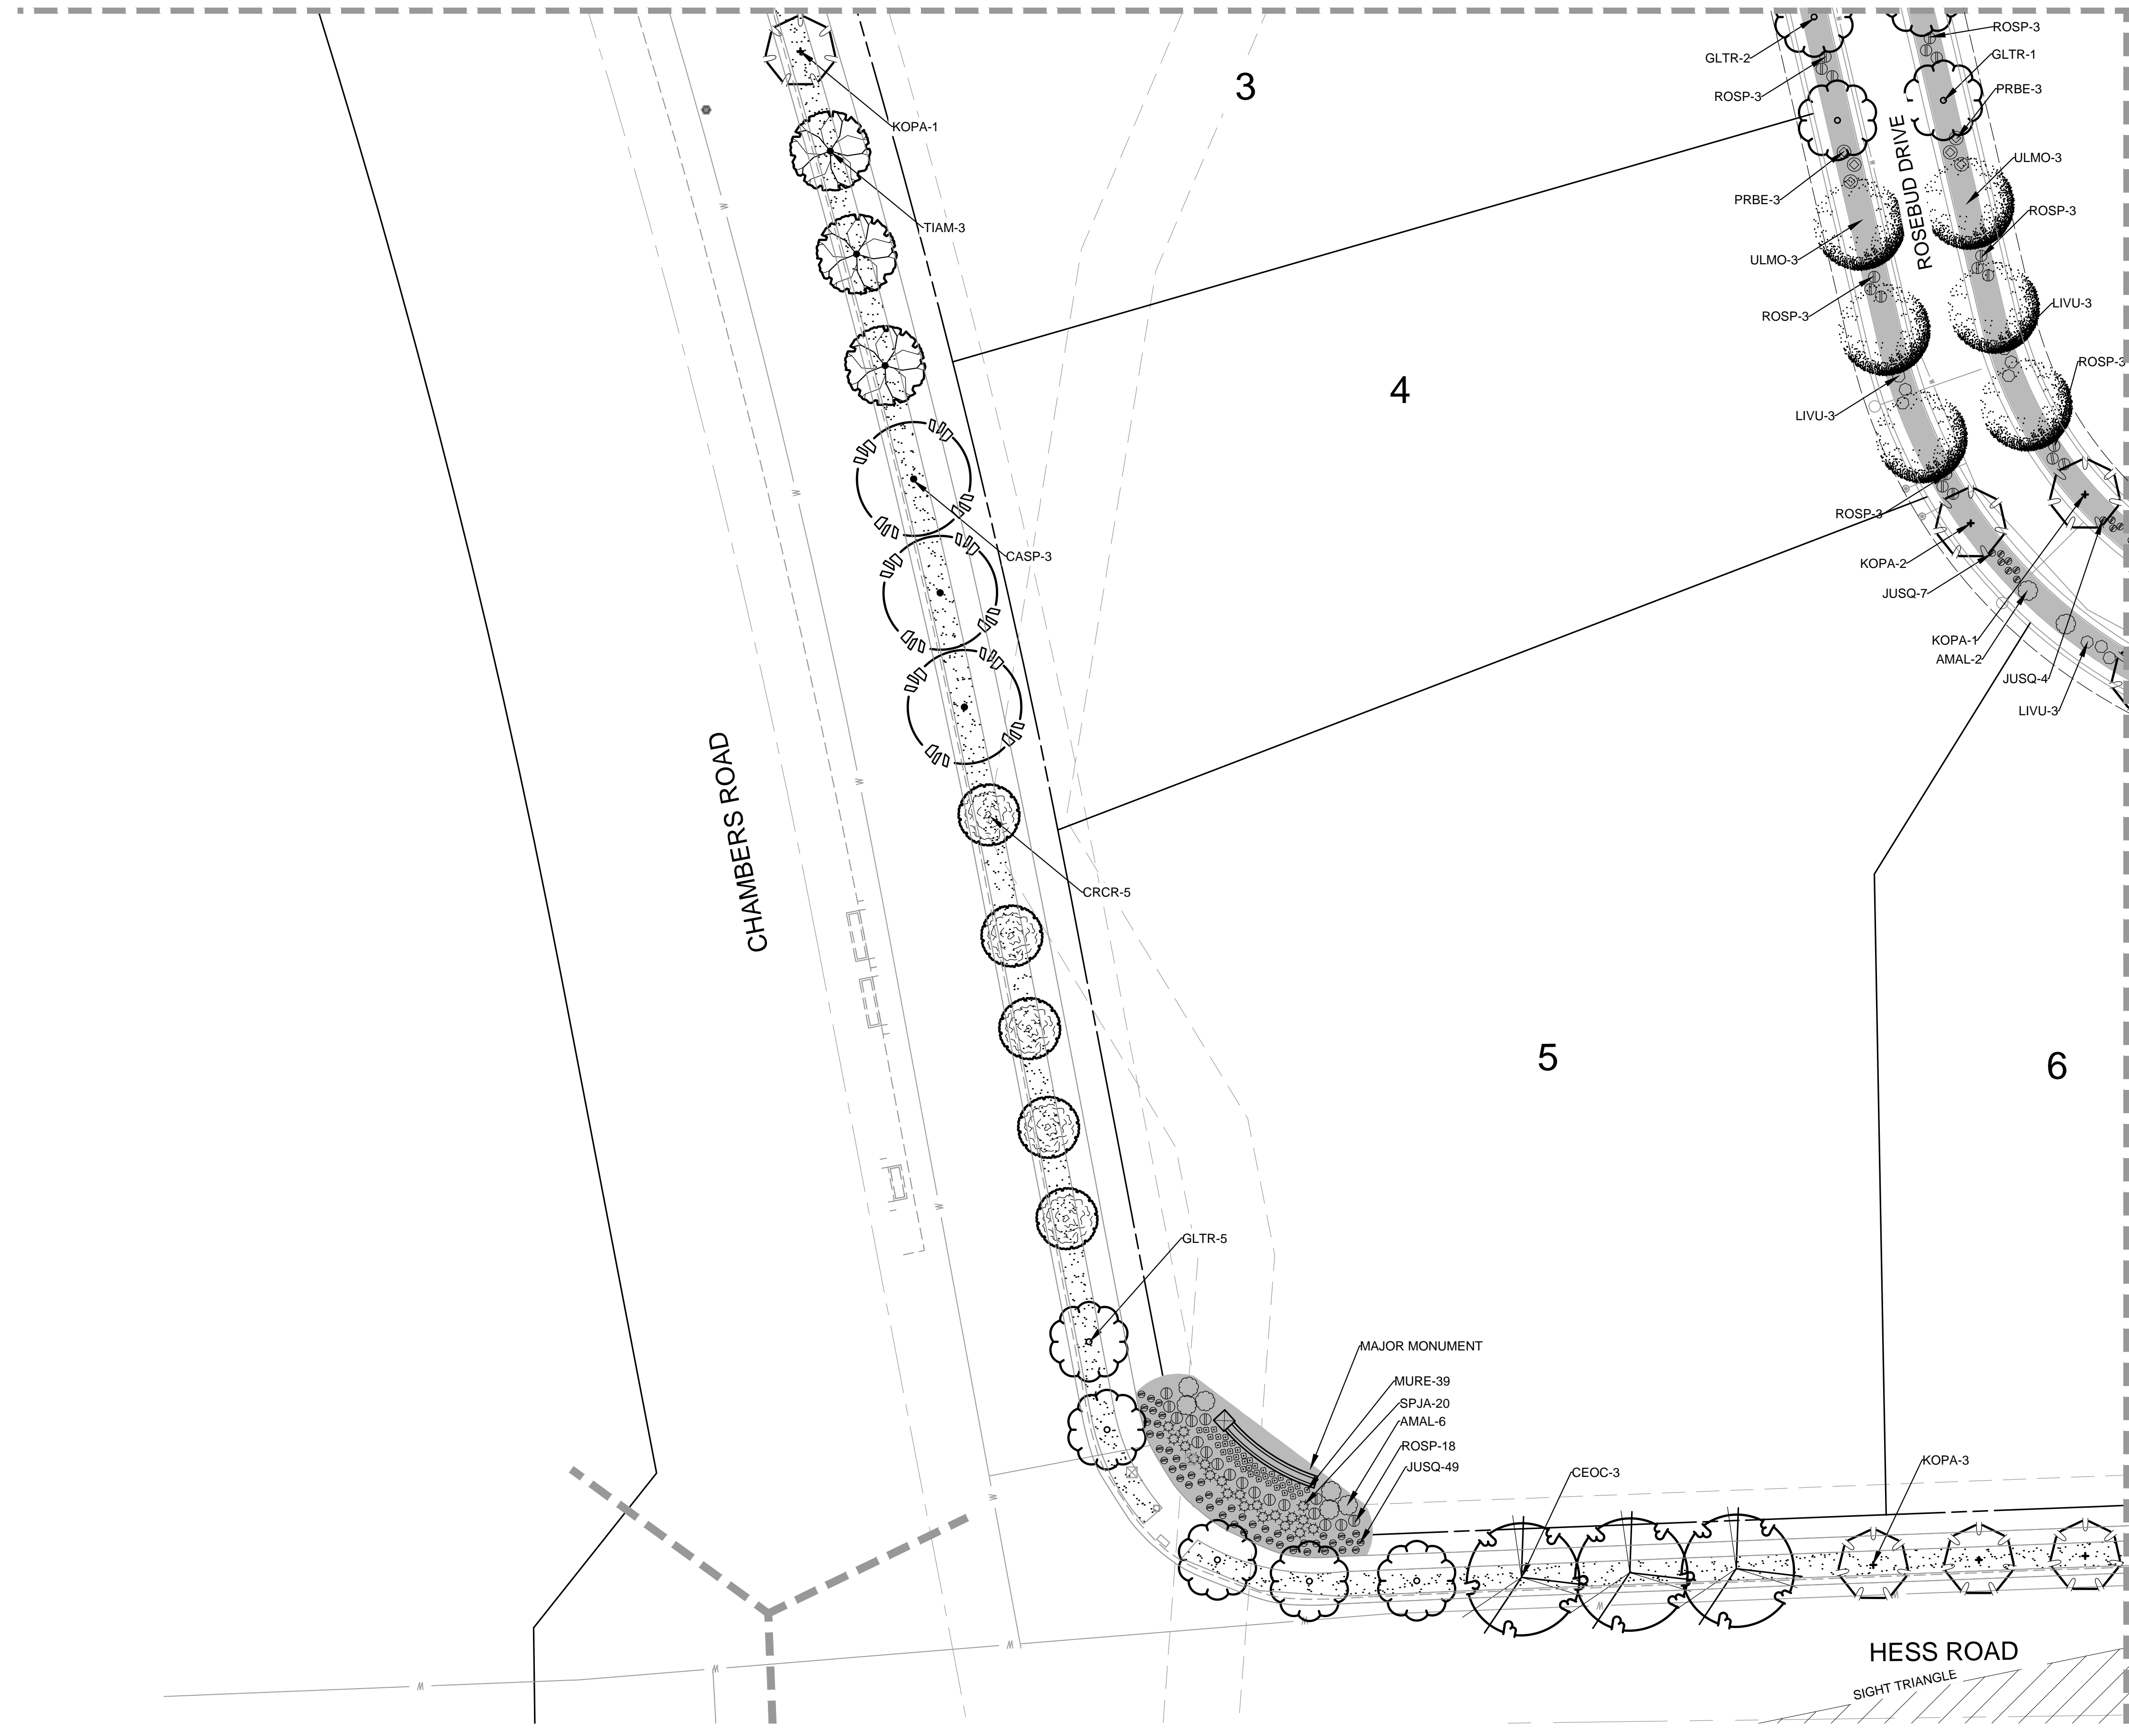 ROSP-3
GLTR-1
GLTR-2
3
PRBE-3
ROSP-3
KOPA-1
ULMO-3
PRBE-3
ROSEBUD DRIVE
ROSP-3
TIAM-3
ULMO-3
LIVU-3
ROSP-3
ROSP-3
4
LIVU-3
ROSP-3
CASP-3
KOPA-2
JUSQ-7
KOPA-1
AMAL-2
JUSQ-4
LIVU-3
CHAMBERS ROAD
CRCR-5
5
6
GLTR-5
MAJOR MONUMENT
MURE-39
SPJA-20
AMAL-6
ROSP-18
JUSQ-49
CEOC-3
KOPA-3
HESS ROAD
SIGHT TRIANGLE
W
W
W
W
W
W
W
W
W
W
W
W